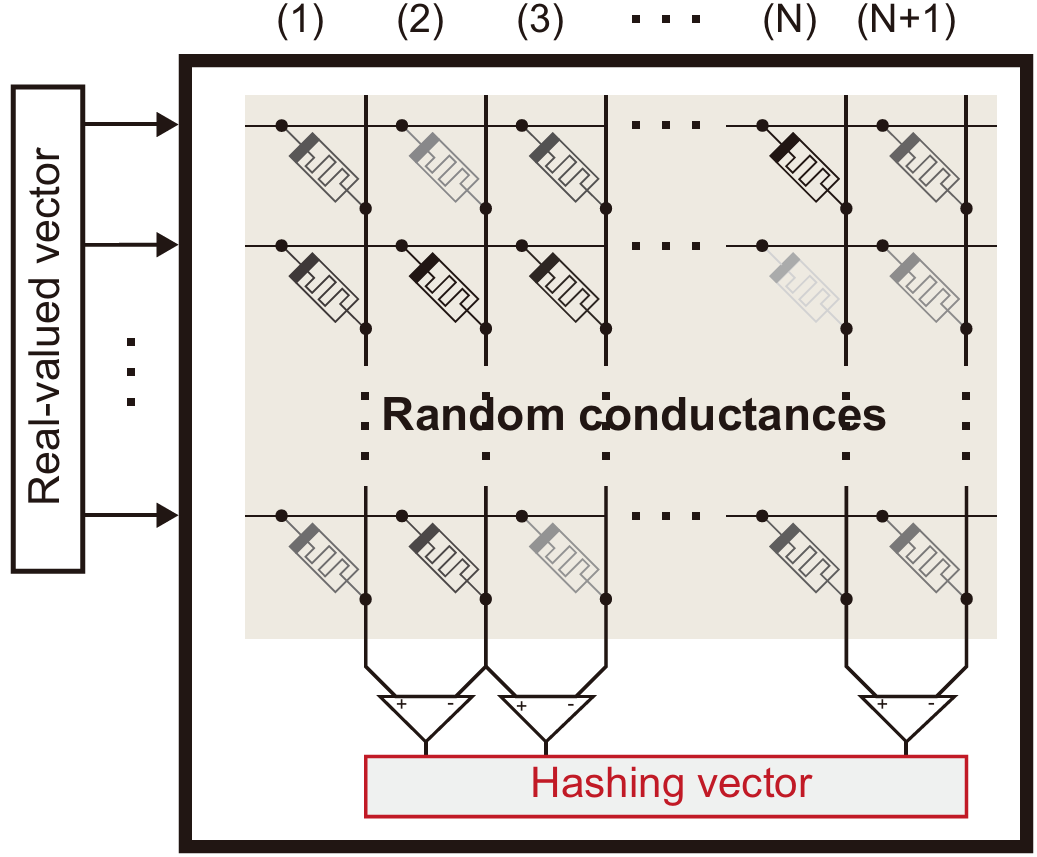 (1) (2) (3) ... (N) (N+1)
Real-valued vector
Random conductances
+ - + - + -
Hashing vector